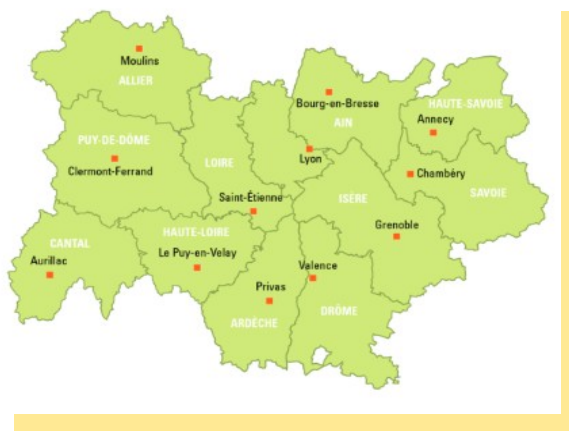 Moulins
ALLIER
Bourg-en-Bresse
AIN
HAUTE-SAVOIE
Annecy
PUY-DE-DÔME
Clermont-Ferrand
LOIRE
Lyon
Chambéry
SAVOIE
Saint-Étienne
ISÈRE
Grenoble
CANTAL
Aurillac
HAUTE-LOIRE
Le Puy-en-Velay
Valence
Privas
ARDÈCHE
DRÔME